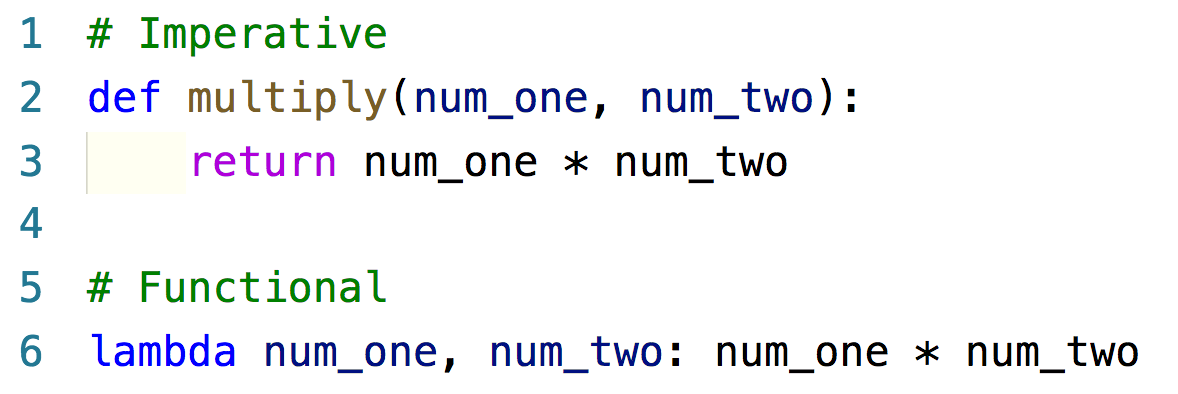 1 # Imperative
2 def multiply(num_one, num_two):
3     return num_one * num_two
4
5 # Functional
6 lambda num_one, num_two: num_one * num_two